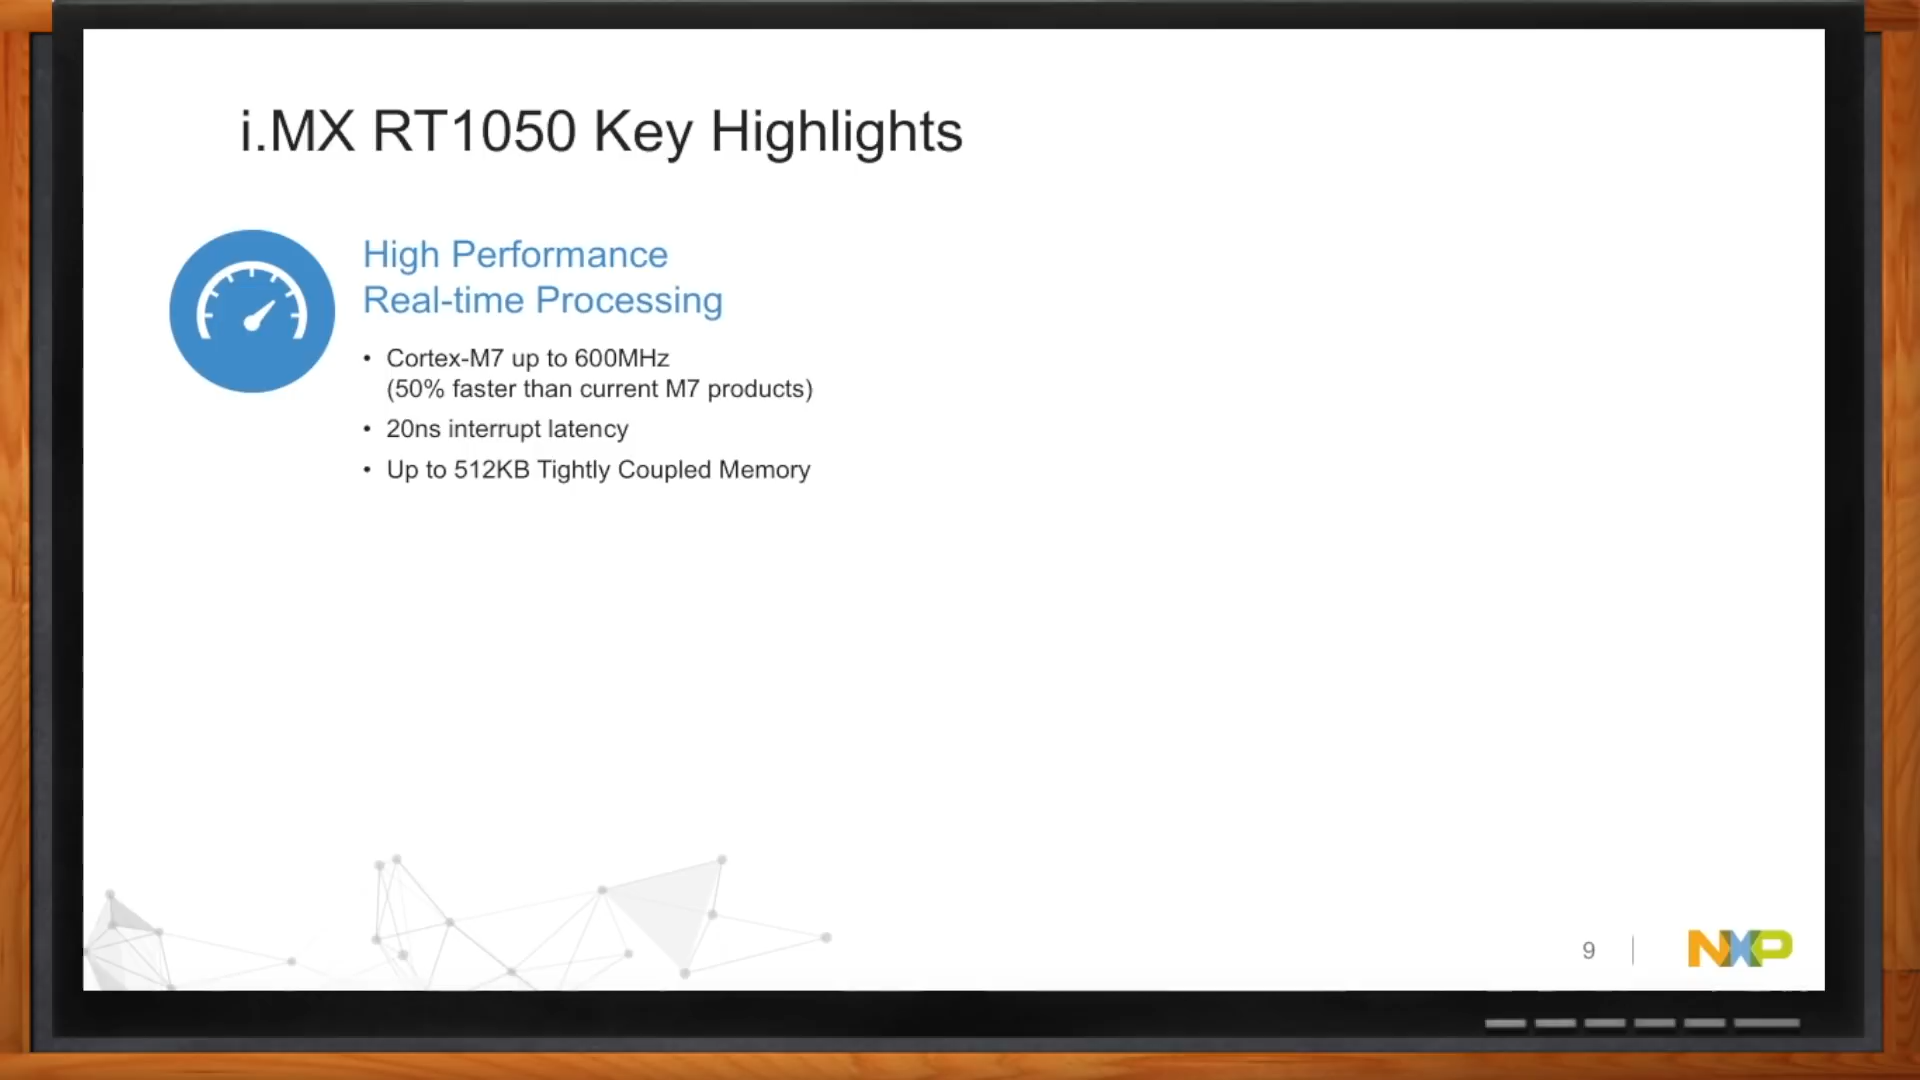 i.MX RT1050 Key Highlights
High Performance
Real-time Processing
• Cortex-M7 up to 600MHz
(50% faster than current M7 products)
• 20ns interrupt latency
• Up to 512KB Tightly Coupled Memory
9
NXP